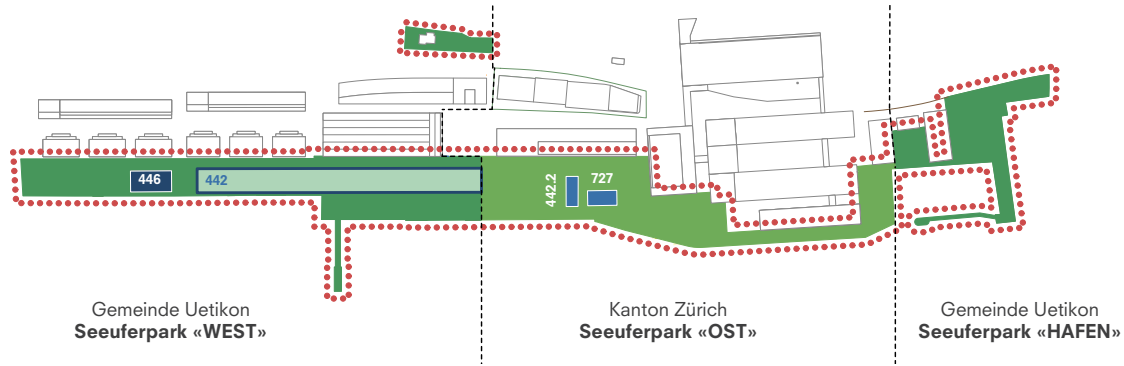 446
442
442.2
727
Gemeinde Uetikon
Seeuferpark «WEST»
Kanton Zürich
Seeuferpark «OST»
Gemeinde Uetikon
Seeuferpark «HAFEN»